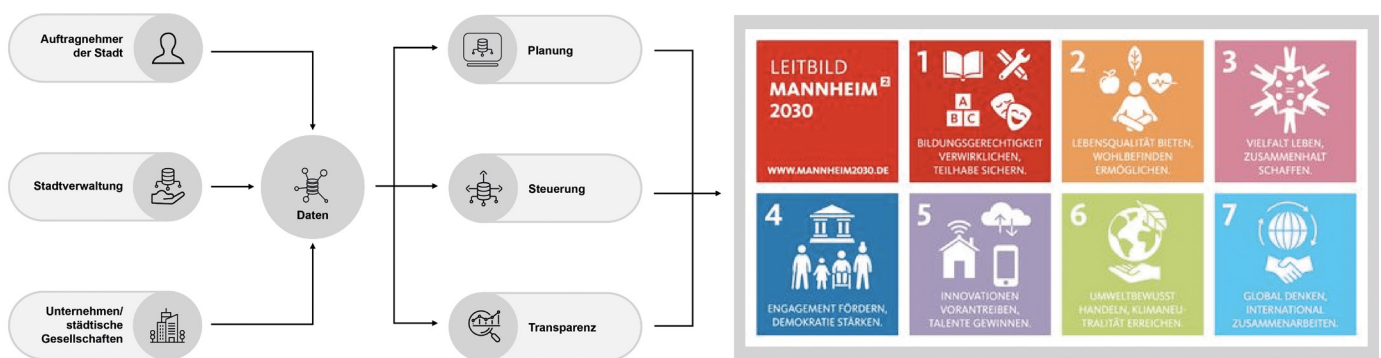 Auftragnehmer
der Stadt
Stadtverwaltung
Unternehmen/
städtische
Gesellschaften
Daten
Planung
Steuerung
Transparenz
LEITBILD
MANNHEIM 2
2030
WWW.MANNHEIM2030.DE
1
A
B C
BILDUNGSGERECHTIGKEIT
VERWIRKLICHEN,
TEILHABE SICHERN.
2
LEBENSQUALITÄT BIETEN,
WOHLBEFINDEN
ERMÖGLICHEN.
3
=
VIELFALT LEBEN,
ZUSAMMENHALT
SCHAFFEN.
4
ENGAGEMENT FÖRDERN,
DEMOKRATIE STÄRKEN.
5
INNOVATIONEN
VORANTREIBEN,
TALENTE GEWINNEN.
6
UMWELTBEWUSST
HANDELN, KLIMANEU-
TRALITÄT ERREICHEN.
7
GLOBAL DENKEN,
INTERNATIONAL
ZUSAMMENARBEITEN.